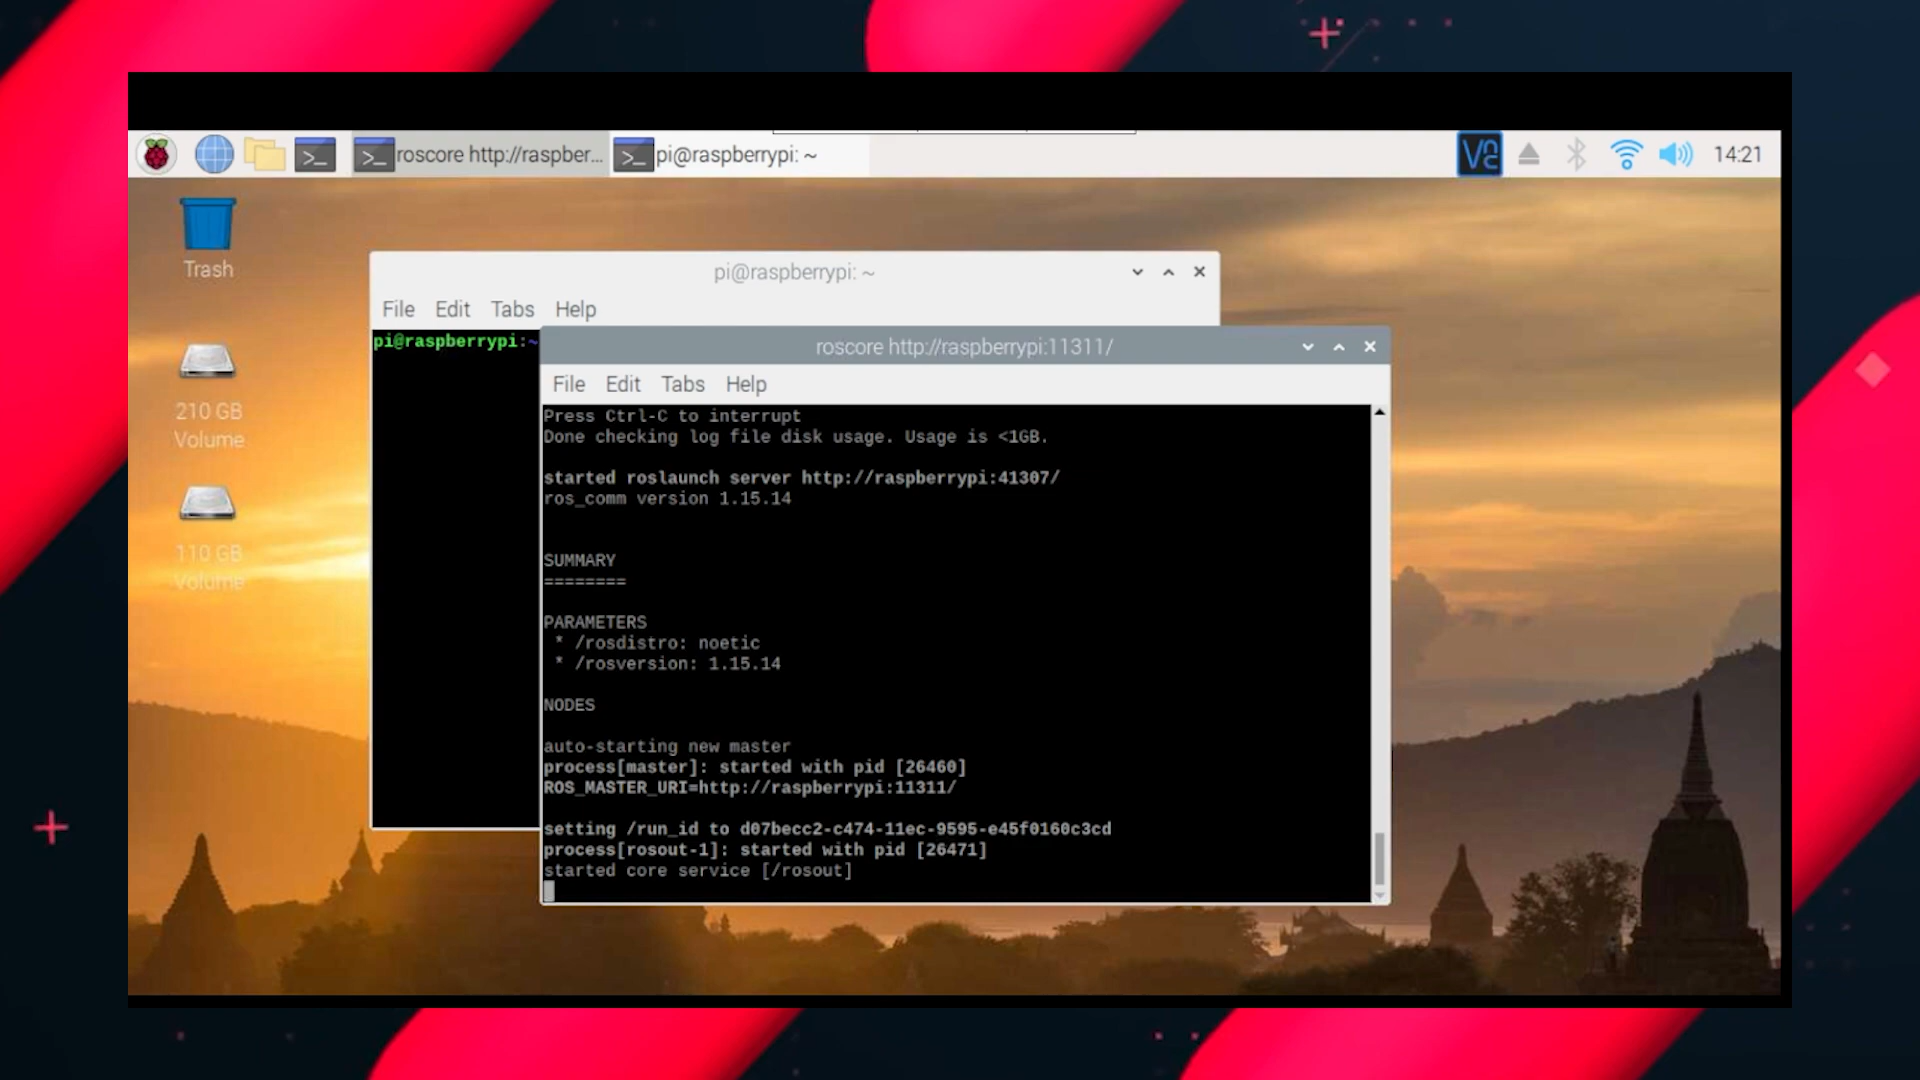 roscore http://raspber...
pi@raspberrypi: ~
VNC
14:21
Trash
210 GB
Volume
110 GB
Volume
pi@raspberrypi: ~
File Edit Tabs Help
pi@raspberrypi:~
roscore http://raspberrypi:11311/
File Edit Tabs Help
Press Ctrl-C to interrupt
Done checking log file disk usage. Usage is <1GB.
started roslaunch server http://raspberrypi:41307/
ros_comm version 1.15.14
SUMMARY
========
PARAMETERS
* /rosdistro: noetic
* /rosversion: 1.15.14
NODES
auto-starting new master
process[master]: started with pid [26460]
ROS_MASTER_URI=http://raspberrypi:11311/
setting /run_id to d07becc2-c474-11ec-9595-e45f0160c3cd
process[rosout-1]: started with pid [26471]
started core service [/rosout]